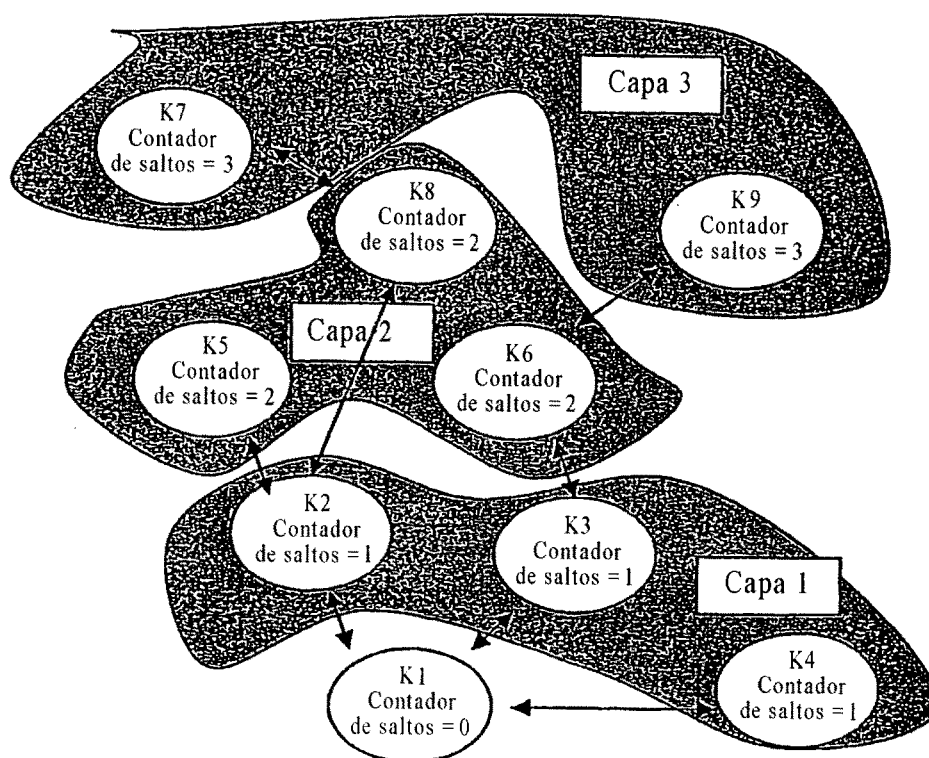 Capa 3
K7
Contador
de saltos = 3
K8
Contador
de saltos = 2
K9
Contador
de saltos = 3
Capa 2
K5
Contador
de saltos = 2
K6
Contador
de saltos = 2
K2
Contador
de saltos = 1
K3
Contador
de saltos = 1
Capa 1
K1
Contador
de saltos = 0
K4
Contador
de saltos = 1